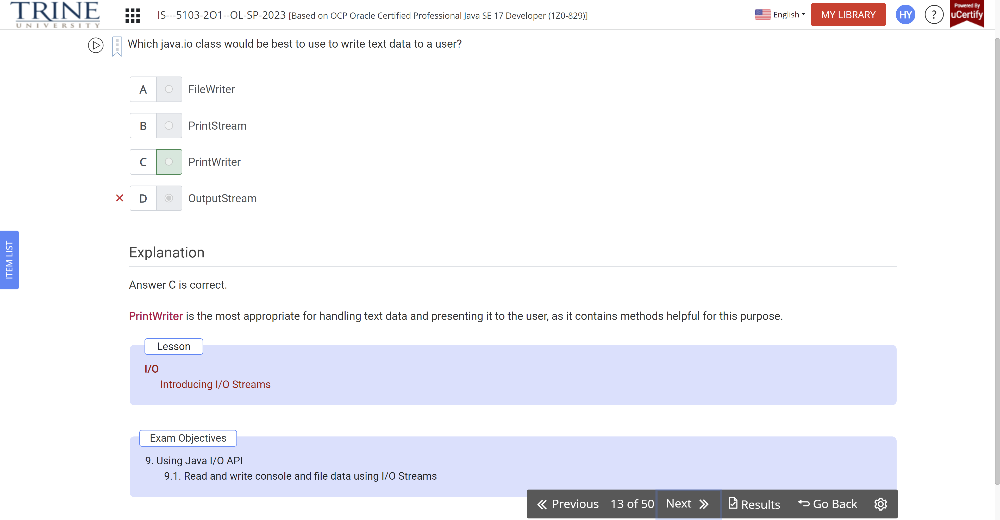 TRINE
UNIVERSITY
IS---5103-2O1--OL-SP-2023 [Based on OCP Oracle Certified Professional Java SE 17 Developer (1Z0-829)]
English
MY LIBRARY
HY
?
Powered By
uCertify
Which java.io class would be best to use to write text data to a user?
A FileWriter
B PrintStream
C PrintWriter
D OutputStream
ITEM LIST
Explanation
Answer C is correct.
PrintWriter is the most appropriate for handling text data and presenting it to the user, as it contains methods helpful for this purpose.
Lesson
I/O
Introducing I/O Streams
Exam Objectives
9. Using Java I/O API
9.1. Read and write console and file data using I/O Streams
Previous 13 of 50 Next Results Go Back